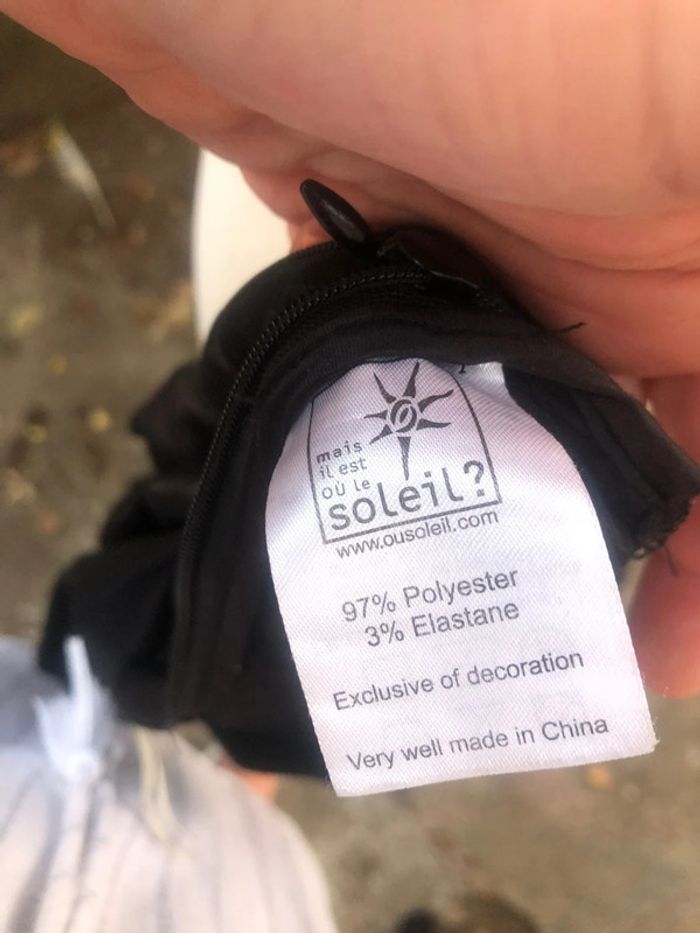 mais
il est
où le
soleil?
www.ousoleil.com
97% Polyester
3% Elastane
Exclusive of decoration
Very well made in China